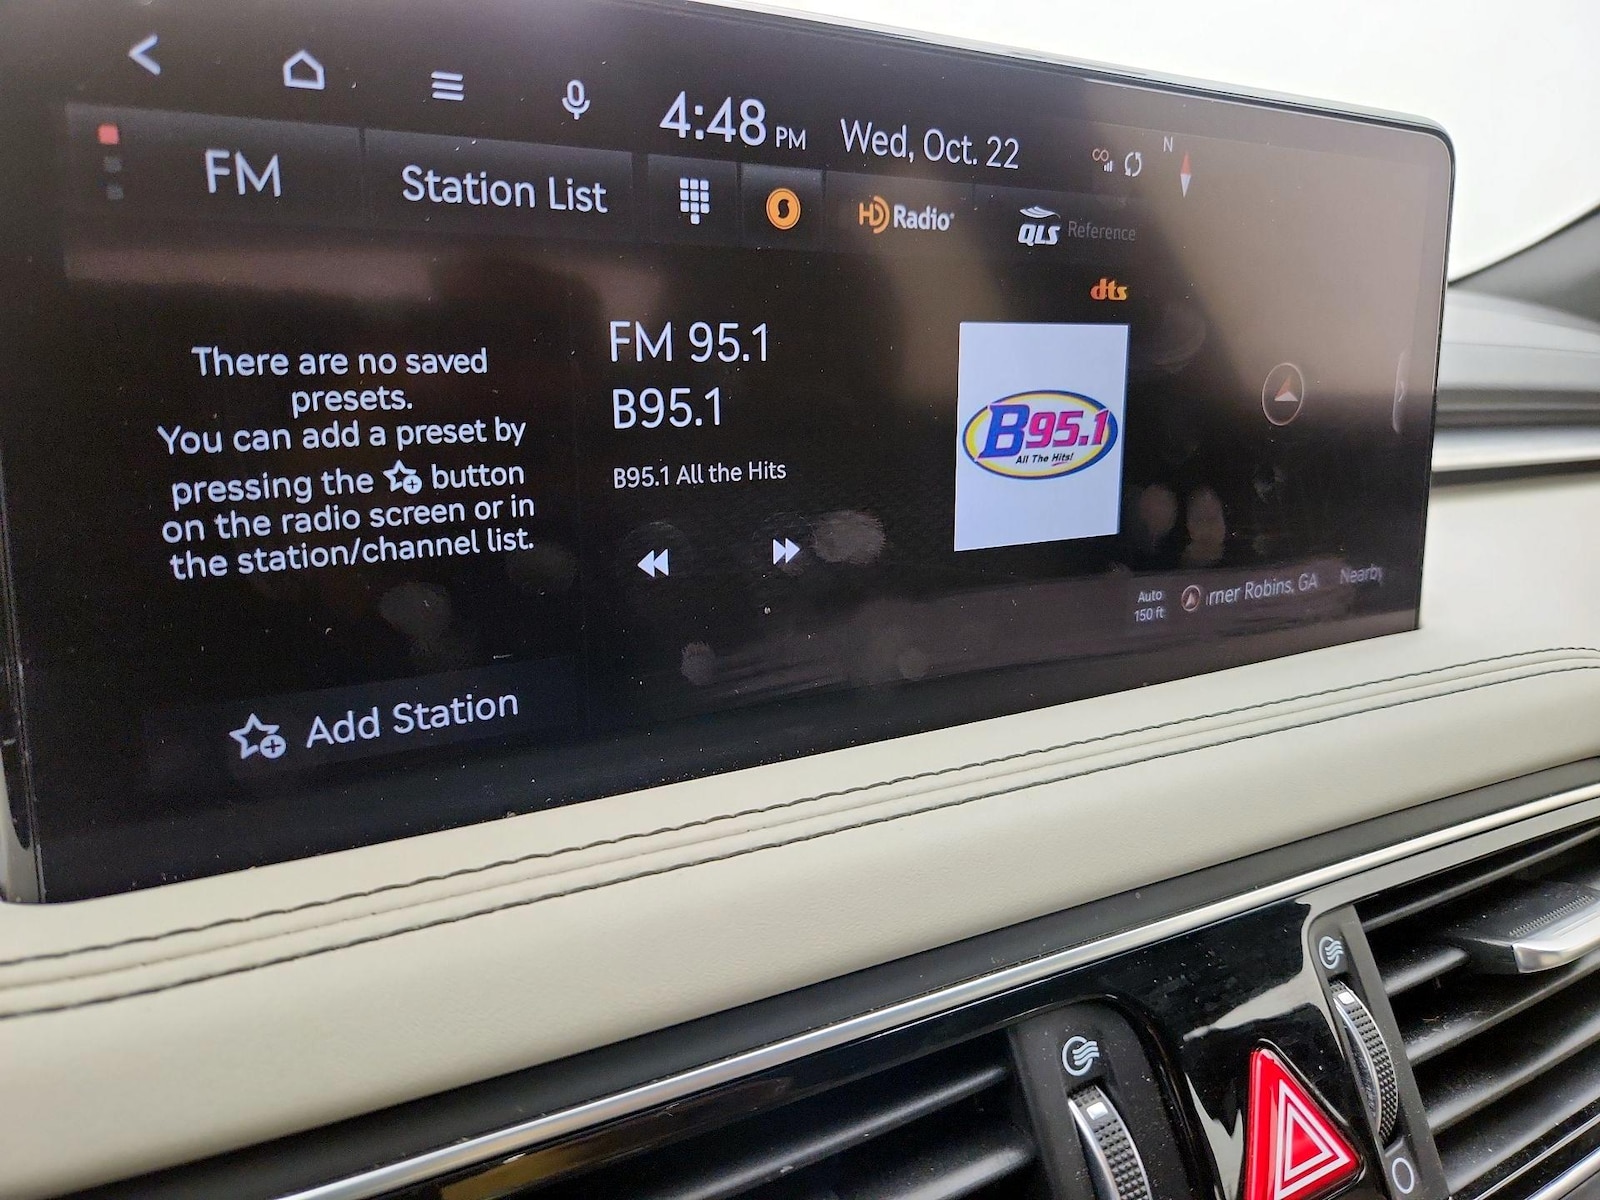 4:48 PM Wed, Oct. 22
N
FM Station List HD Radio QLS Reference
dts
There are no saved
presets.
You can add a preset by
pressing the button
on the radio screen or in
the station/channel list.
Add Station
FM 95.1
B95.1
B95.1 All the Hits
B95.1
All The Hits!
Auto
150 ft
rner Robins, GA Nearby